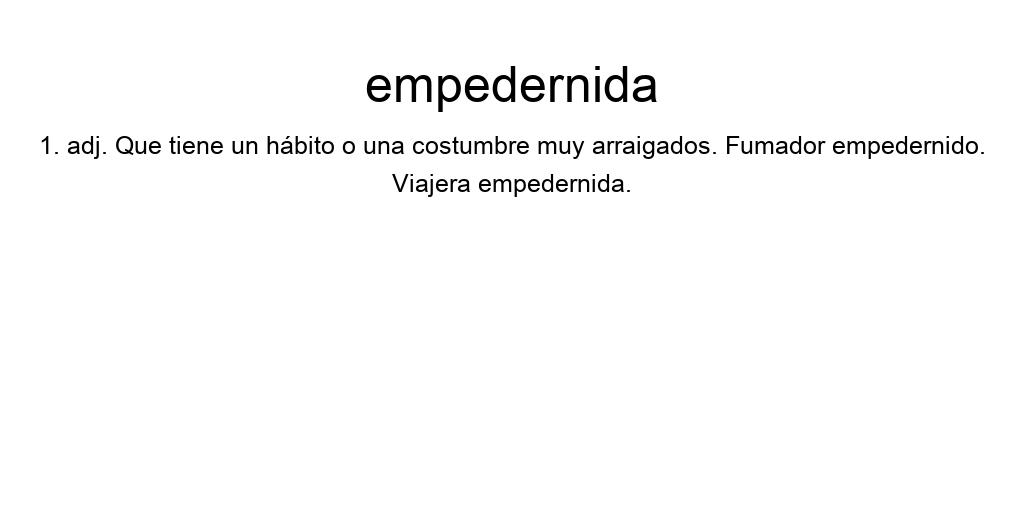 empedernida
1. adj. Que tiene un hábito o una costumbre muy arraigados. Fumador empedernido.
Viajera empedernida.